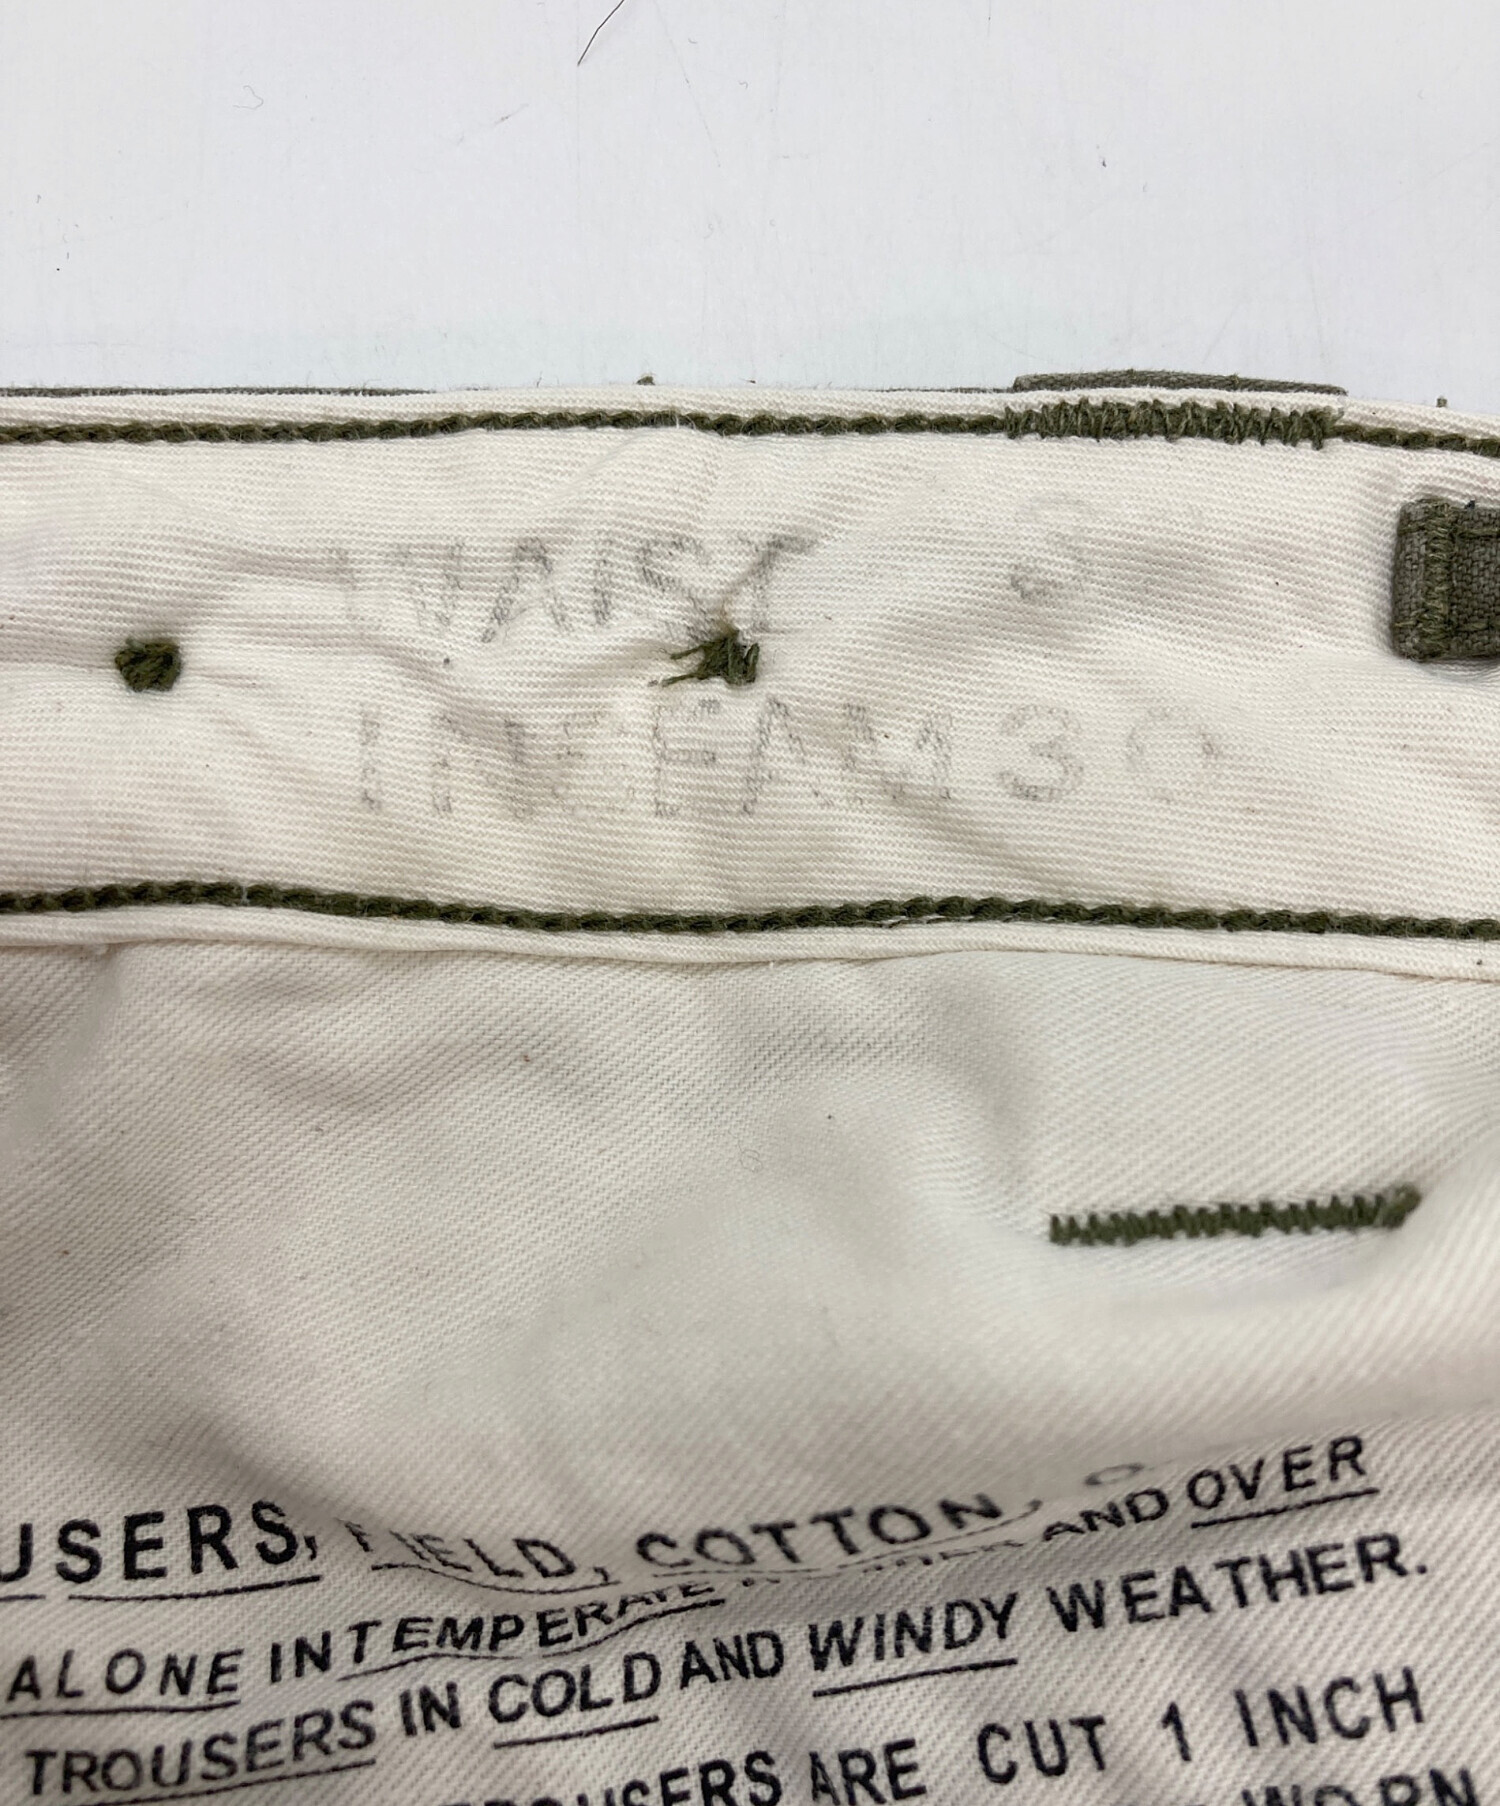 WAIST S
INSEAM 30
USERS, FIELD, COTTON, O
ALONE IN TEMPERATE AND OVER
TROUSERS IN COLD AND WINDY WEATHER.
TROUSERS ARE CUT 1 INCH
WORN